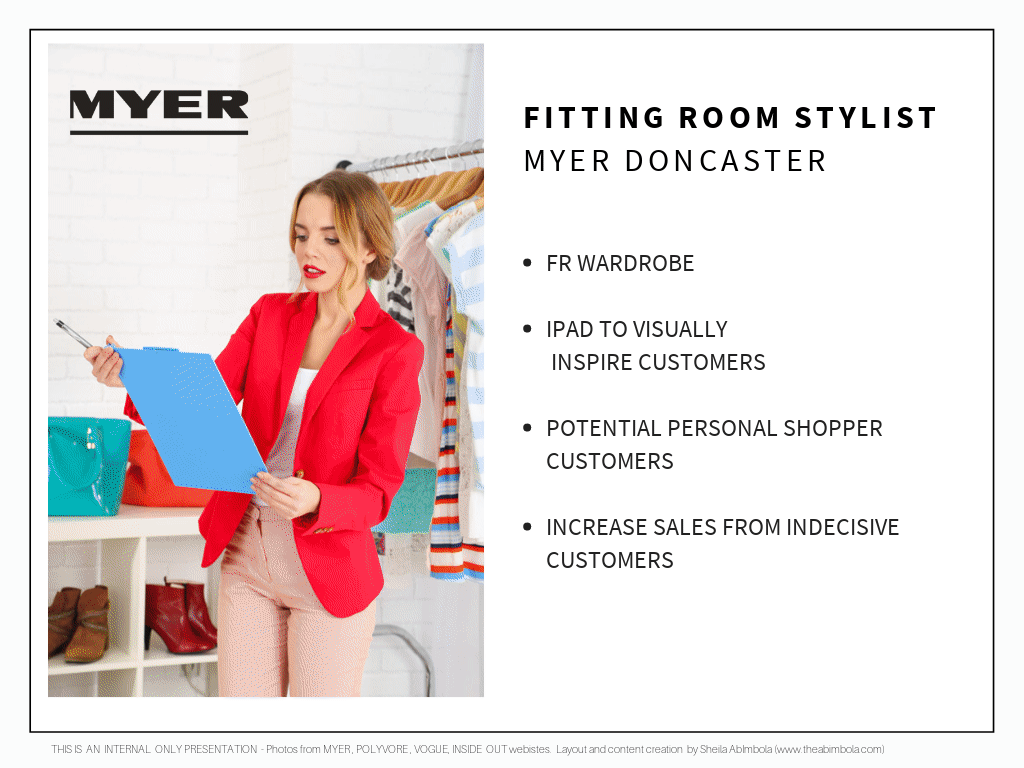 MYER
FITTING ROOM STYLIST
MYER DONCASTER
• FR WARDROBE
• IPAD TO VISUALLY
INSPIRE CUSTOMERS
• POTENTIAL PERSONAL SHOPPER
CUSTOMERS
• INCREASE SALES FROM INDECISIVE
CUSTOMERS
THIS IS AN INTERNAL ONLY PRESENTATION - Photos from MYER, POLYVORE, VOGUE, INSIDE OUT webistes. Layout and content creation by Sheila AbImbola (www.theabimbola.com)